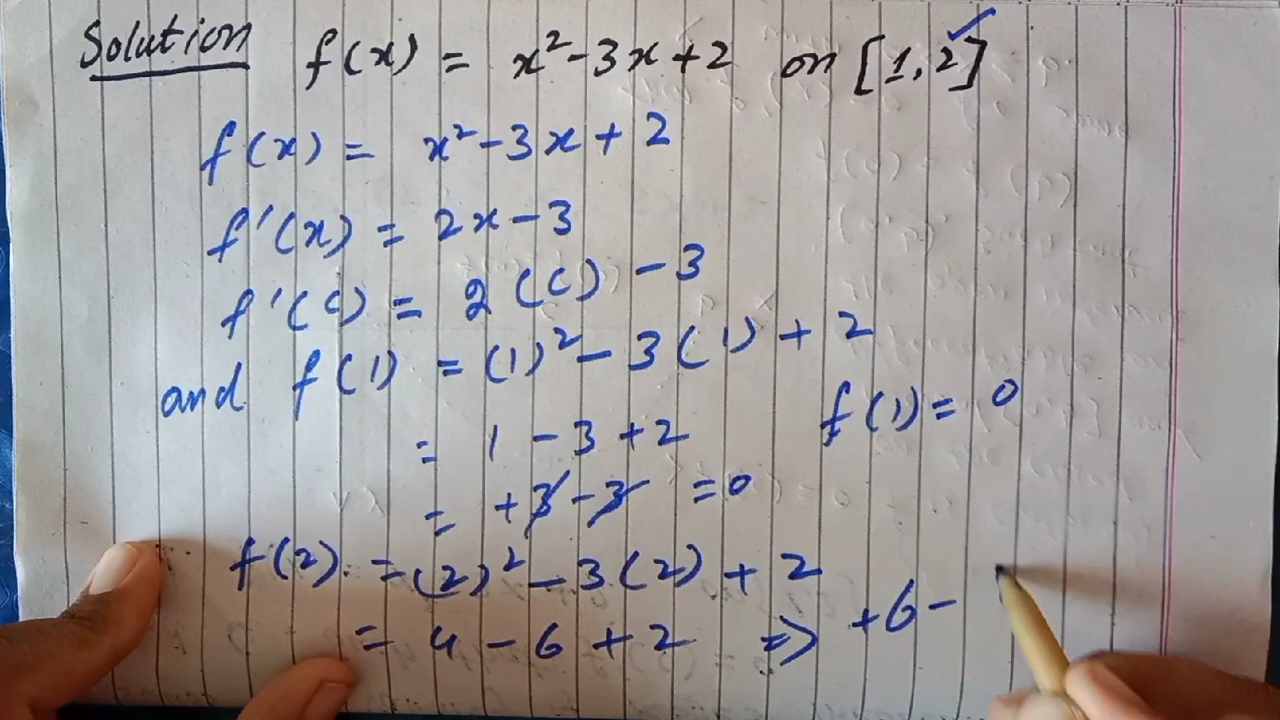 Solution f(x) = x²-3x+2 on [1,2]
f(x) = x²-3x+2
f'(x) = 2x-3
f'(c) = 2(c) -3
and f(1) = (1)²-3(1)+2
= 1-3+2 f(1)=0
= +3-3 =0
f(2) = (2)²-3(2)+2
= 4-6+2 => +6-